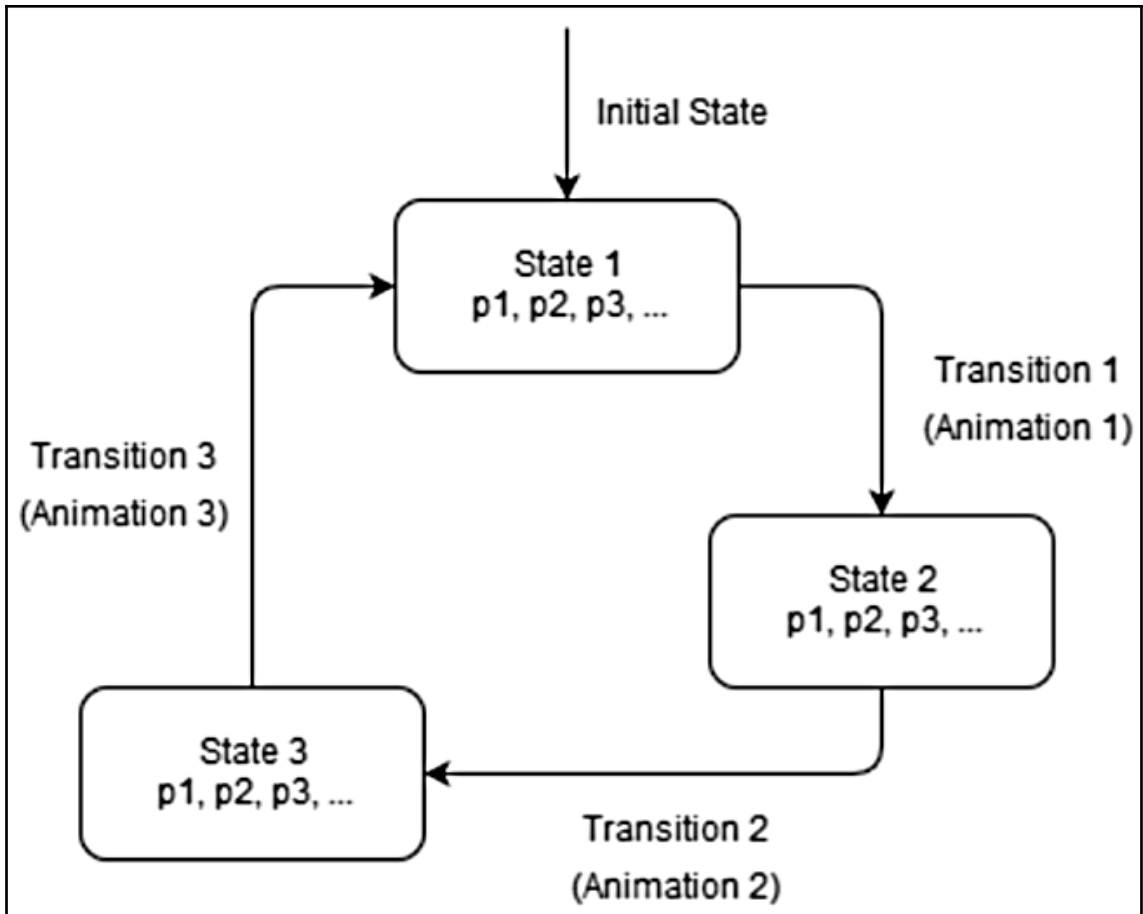 Initial State
State 1
p1, p2, p3, ...
Transition 1
(Animation 1)
Transition 3
(Animation 3)
State 2
p1, p2, p3, ...
State 3
p1, p2, p3, ...
Transition 2
(Animation 2)